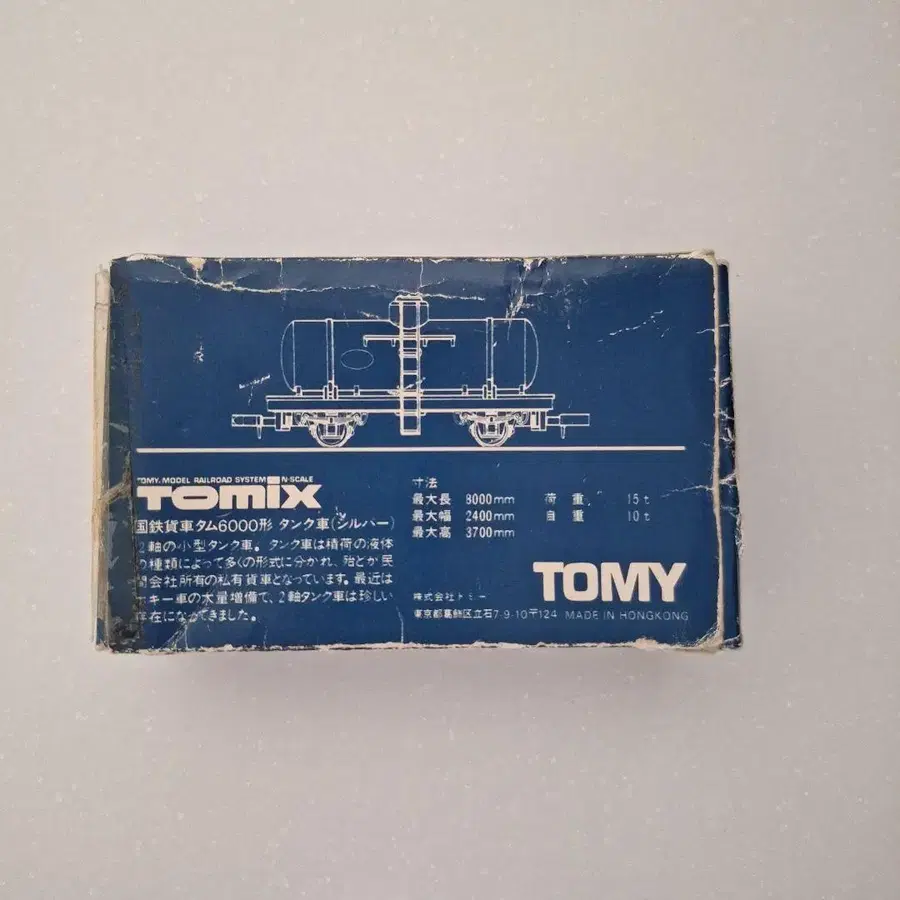 TOMY. MODEL RAILROAD SYSTEM N-SCALE
TOMIX
国鉄貨車タム6000形 タンク車(シルバー)
2軸の小型タンク車。タンク車は積荷の液体
の種類によって多くの形式に分かれ、殆どが民
間会社所有の私有貨車となっています。最近は
ボギー車の大量増備で、2軸タンク車は珍しい
存在になってきました。
寸法
最大長 8000mm 荷重 15t
最大幅 2400mm 自重 10t
最大高 3700mm
TOMY
株式会社トミー
東京都葛飾区立石7-9-10〒124 MADE IN HONGKONG